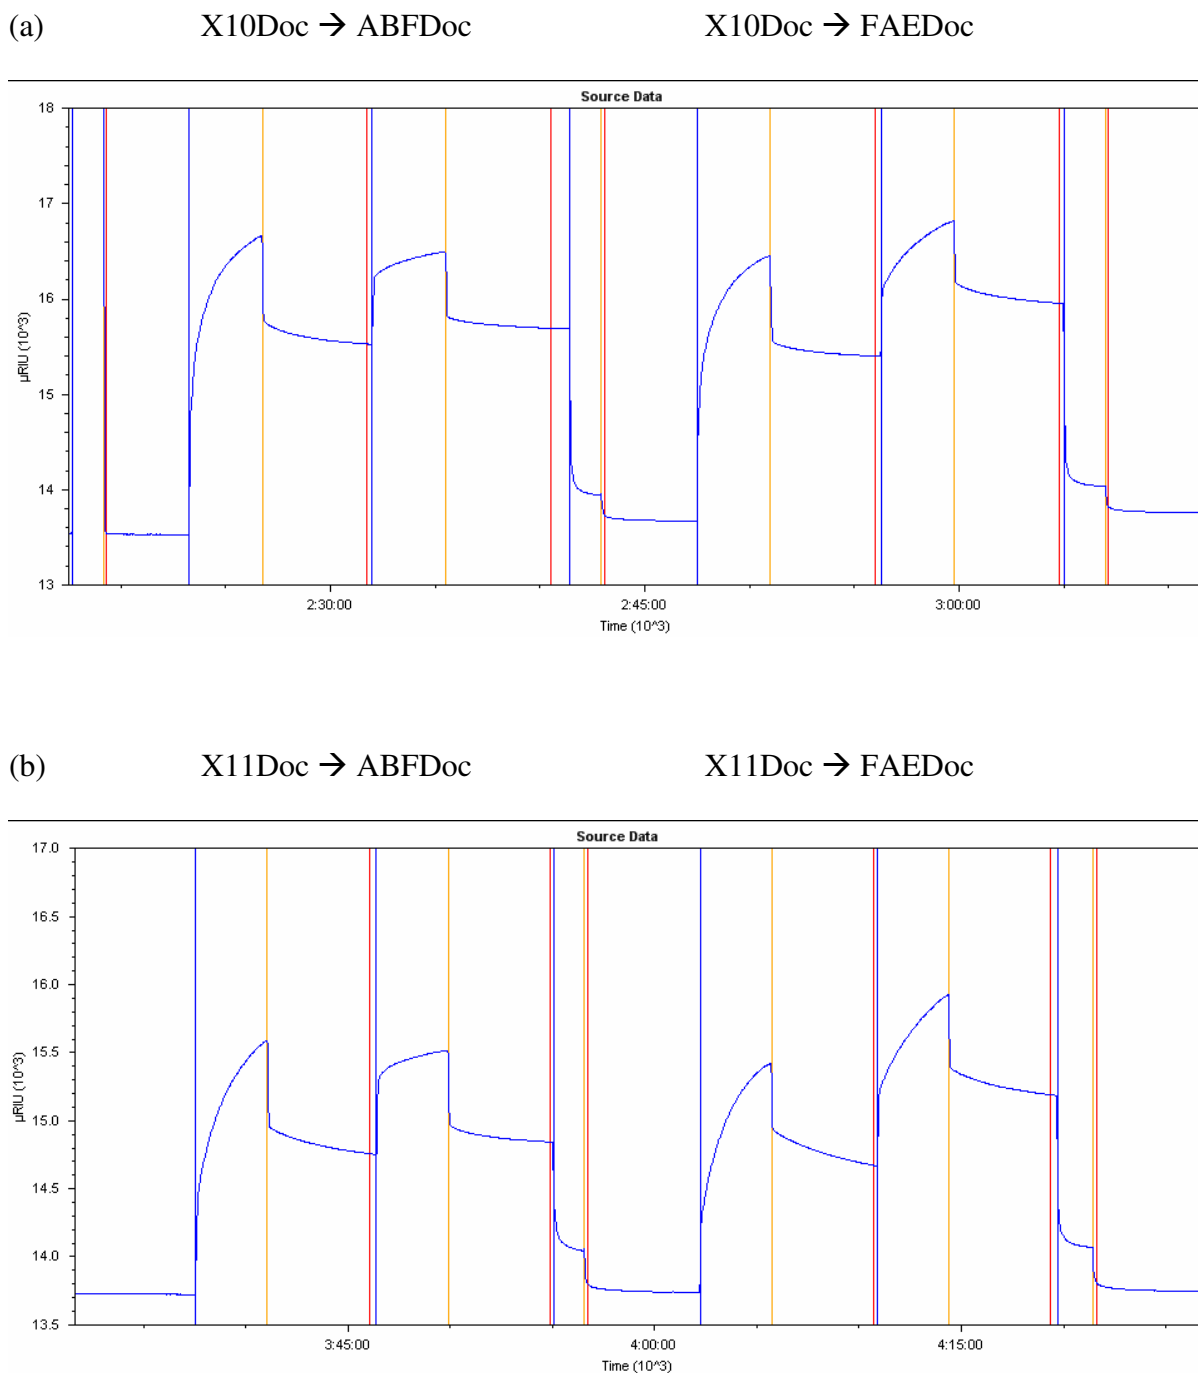 (a) X10Doc → ABFDoc X10Doc → FAEDoc
Source Data
18
17
16
15
14
13
µRIU (10^3)
2:30:00 2:45:00 3:00:00
Time (10^3)
(b) X11Doc → ABFDoc X11Doc → FAEDoc
Source Data
17.0
16.5
16.0
15.5
15.0
14.5
14.0
13.5
µRIU (10^3)
3:45:00 4:00:00 4:15:00
Time (10^3)